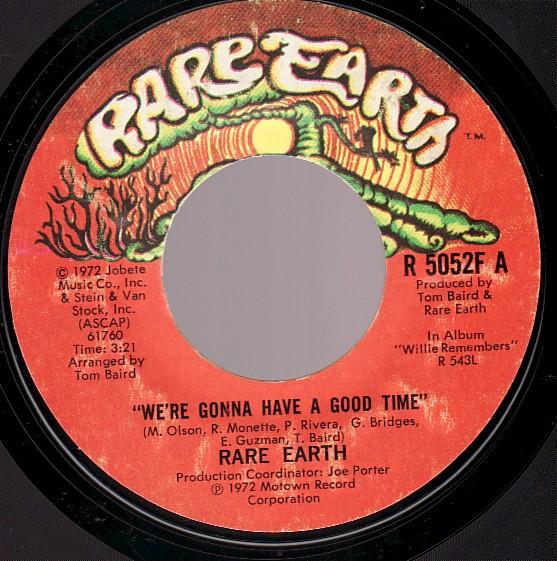 RARE EARTH
T.M.
© 1972 Jobete
Music Co., Inc.
& Stein & Van
Stock, Inc.
(ASCAP)
61760
Time: 3:21
Arranged by
Tom Baird
R 5052F A
Produced by
Tom Baird &
Rare Earth
In Album
"Willie Remembers"
R 543L
"WE'RE GONNA HAVE A GOOD TIME"
(M. Olson, R. Monette, P. Rivera, G. Bridges,
E. Guzman, T. Baird)
RARE EARTH
Production Coordinator: Joe Porter
℗ 1972 Motown Record
Corporation